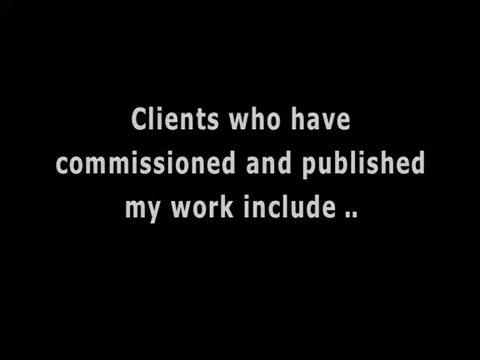 Clients who have
commissioned and published
my work include ..